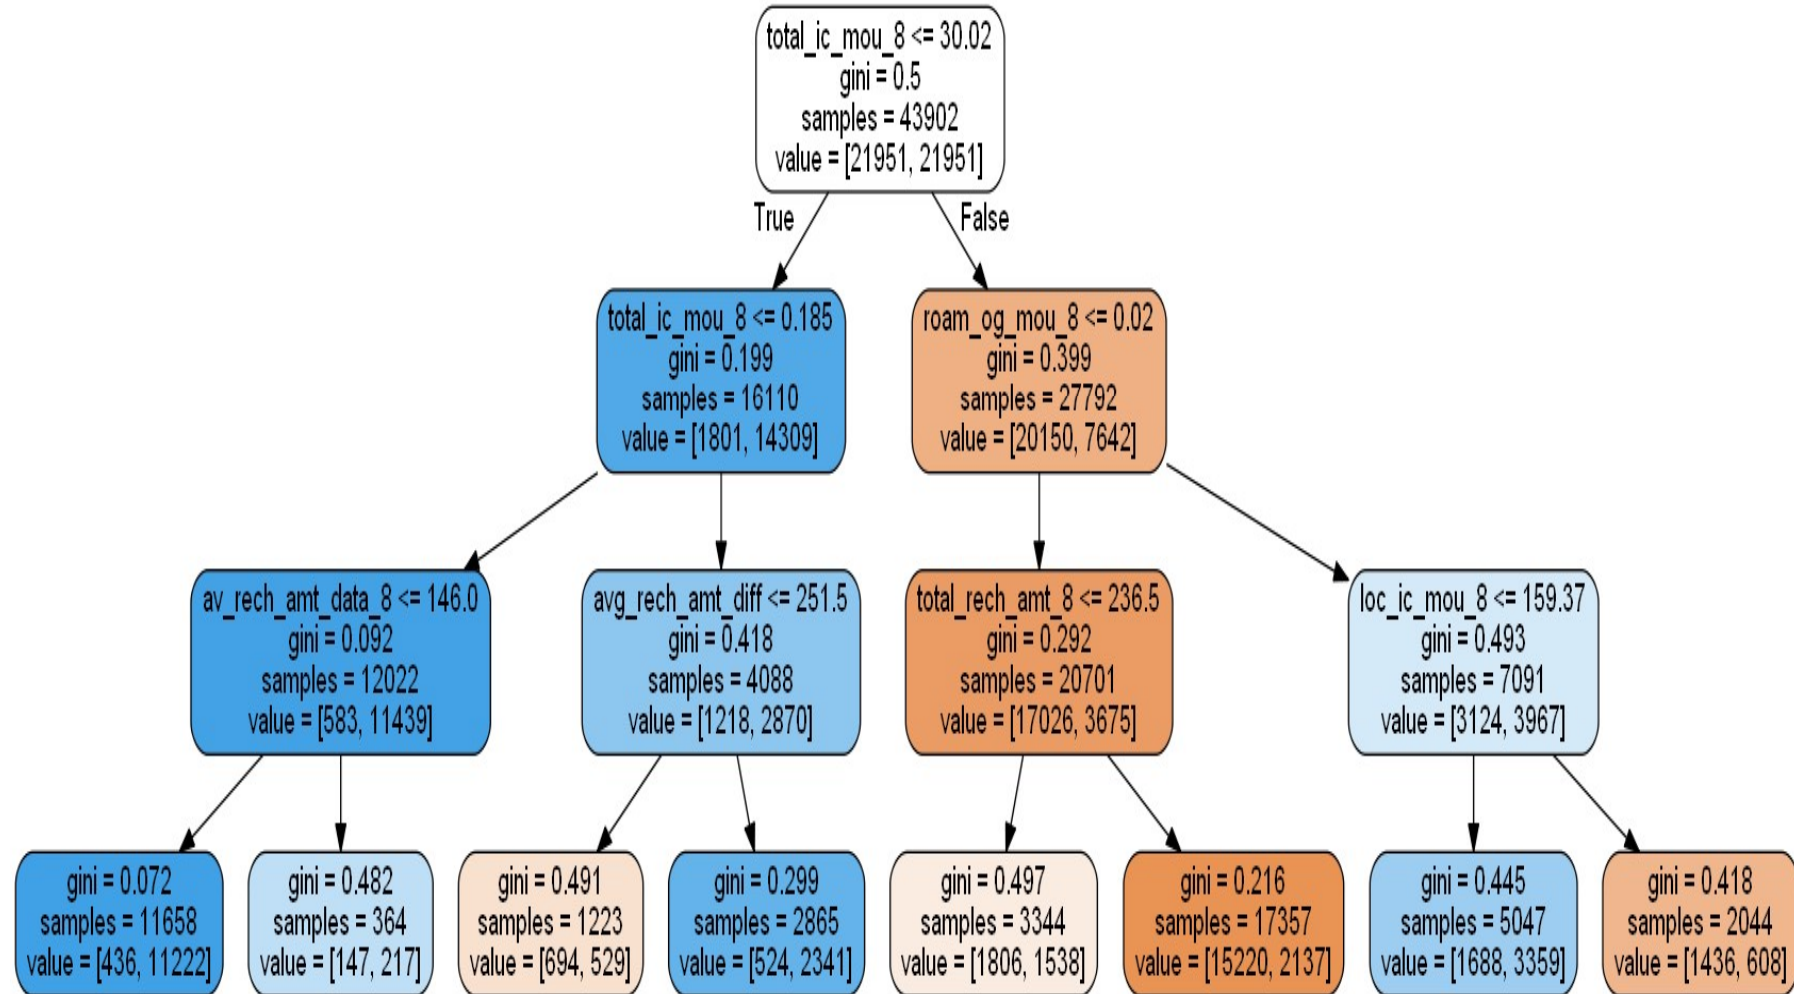 total_ic_mou_8 <= 30.02
gini = 0.5
samples = 43902
value = [21951, 21951]
True
False
total_ic_mou_8 <= 0.185
gini = 0.199
samples = 16110
value = [1801, 14309]
roam_og_mou_8 <= 0.02
gini = 0.399
samples = 27792
value = [20150, 7642]
av_rech_amt_data_8 <= 146.0
gini = 0.092
samples = 12022
value = [583, 11439]
avg_rech_amt_diff <= 251.5
gini = 0.418
samples = 4088
value = [1218, 2870]
total_rech_amt_8 <= 236.5
gini = 0.292
samples = 20701
value = [17026, 3675]
loc_ic_mou_8 <= 159.37
gini = 0.493
samples = 7091
value = [3124, 3967]
gini = 0.072
samples = 11658
value = [436, 11222]
gini = 0.482
samples = 364
value = [147, 217]
gini = 0.491
samples = 1223
value = [694, 529]
gini = 0.299
samples = 2865
value = [524, 2341]
gini = 0.497
samples = 3344
value = [1806, 1538]
gini = 0.216
samples = 17357
value = [15220, 2137]
gini = 0.445
samples = 5047
value = [1688, 3359]
gini = 0.418
samples = 2044
value = [1436, 608]